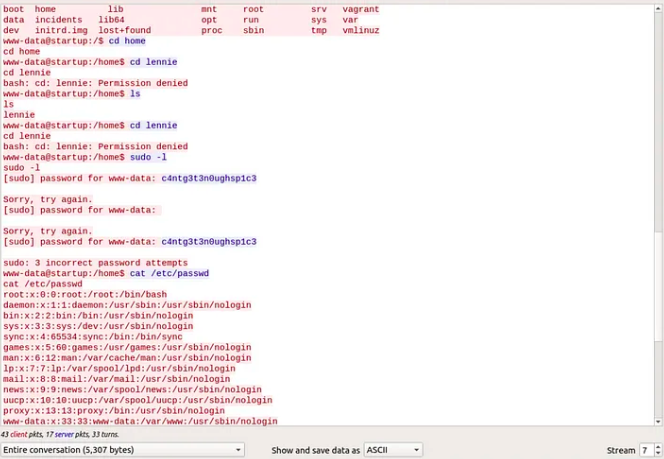 boot  home          lib            mnt    root      srv  vagrant
data  incidents  lib64          opt    run       sys  var
dev  initrd.img  lost+found    proc  sbin      tmp  vmlinuz
www-data@startup:/$ cd home
cd home
www-data@startup:/home$ cd lennie
cd lennie
bash: cd: lennie: Permission denied
www-data@startup:/home$ ls
ls
lennie
www-data@startup:/home$ cd lennie
cd lennie
bash: cd: lennie: Permission denied
www-data@startup:/home$ sudo -l
sudo -l
[sudo] password for www-data: c4ntg3t3n0ughsp1c3
Sorry, try again.
[sudo] password for www-data:
Sorry, try again.
[sudo] password for www-data: c4ntg3t3n0ughsp1c3
sudo: 3 incorrect password attempts
www-data@startup:/home$ cat /etc/passwd
cat /etc/passwd
root:x:0:0:root:/root:/bin/bash
daemon:x:1:1:daemon:/usr/sbin:/usr/sbin/nologin
bin:x:2:2:bin:/bin:/usr/sbin/nologin
sys:x:3:3:sys:/dev:/usr/sbin/nologin
sync:x:4:65534:sync:/bin:/bin/sync
games:x:5:60:games:/usr/games:/usr/sbin/nologin
man:x:6:12:man:/var/cache/man:/usr/sbin/nologin
lp:x:7:7:lp:/var/spool/lpd:/usr/sbin/nologin
mail:x:8:8:mail:/var/mail:/usr/sbin/nologin
news:x:9:9:news:/var/spool/news:/usr/sbin/nologin
uucp:x:10:10:uucp:/var/spool/uucp:/usr/sbin/nologin
proxy:x:13:13:proxy:/bin:/usr/sbin/nologin
www-data:x:33:33:www-data:/var/www:/usr/sbin/nologin
43 client pkts, 17 server pkts, 33 turns.
Entire conversation (5,307 bytes) Show and save data as ASCII Stream 7